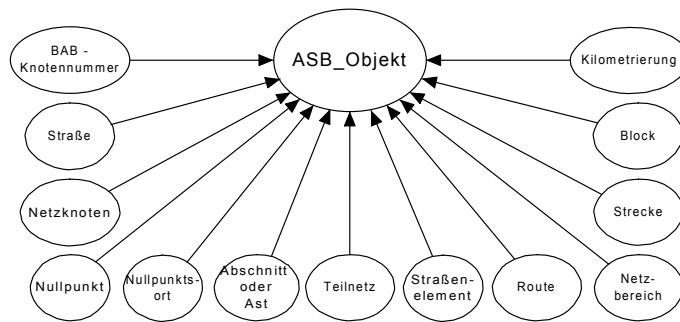 BAB -
Knotennummer
ASB_Objekt
Kilometrierung
Straße
Block
Netzknoten
Strecke
Nullpunkt
Nullpunkts-
ort
Abschnitt
oder
Ast
Teilnetz
Straßen-
element
Route
Netz-
bereich